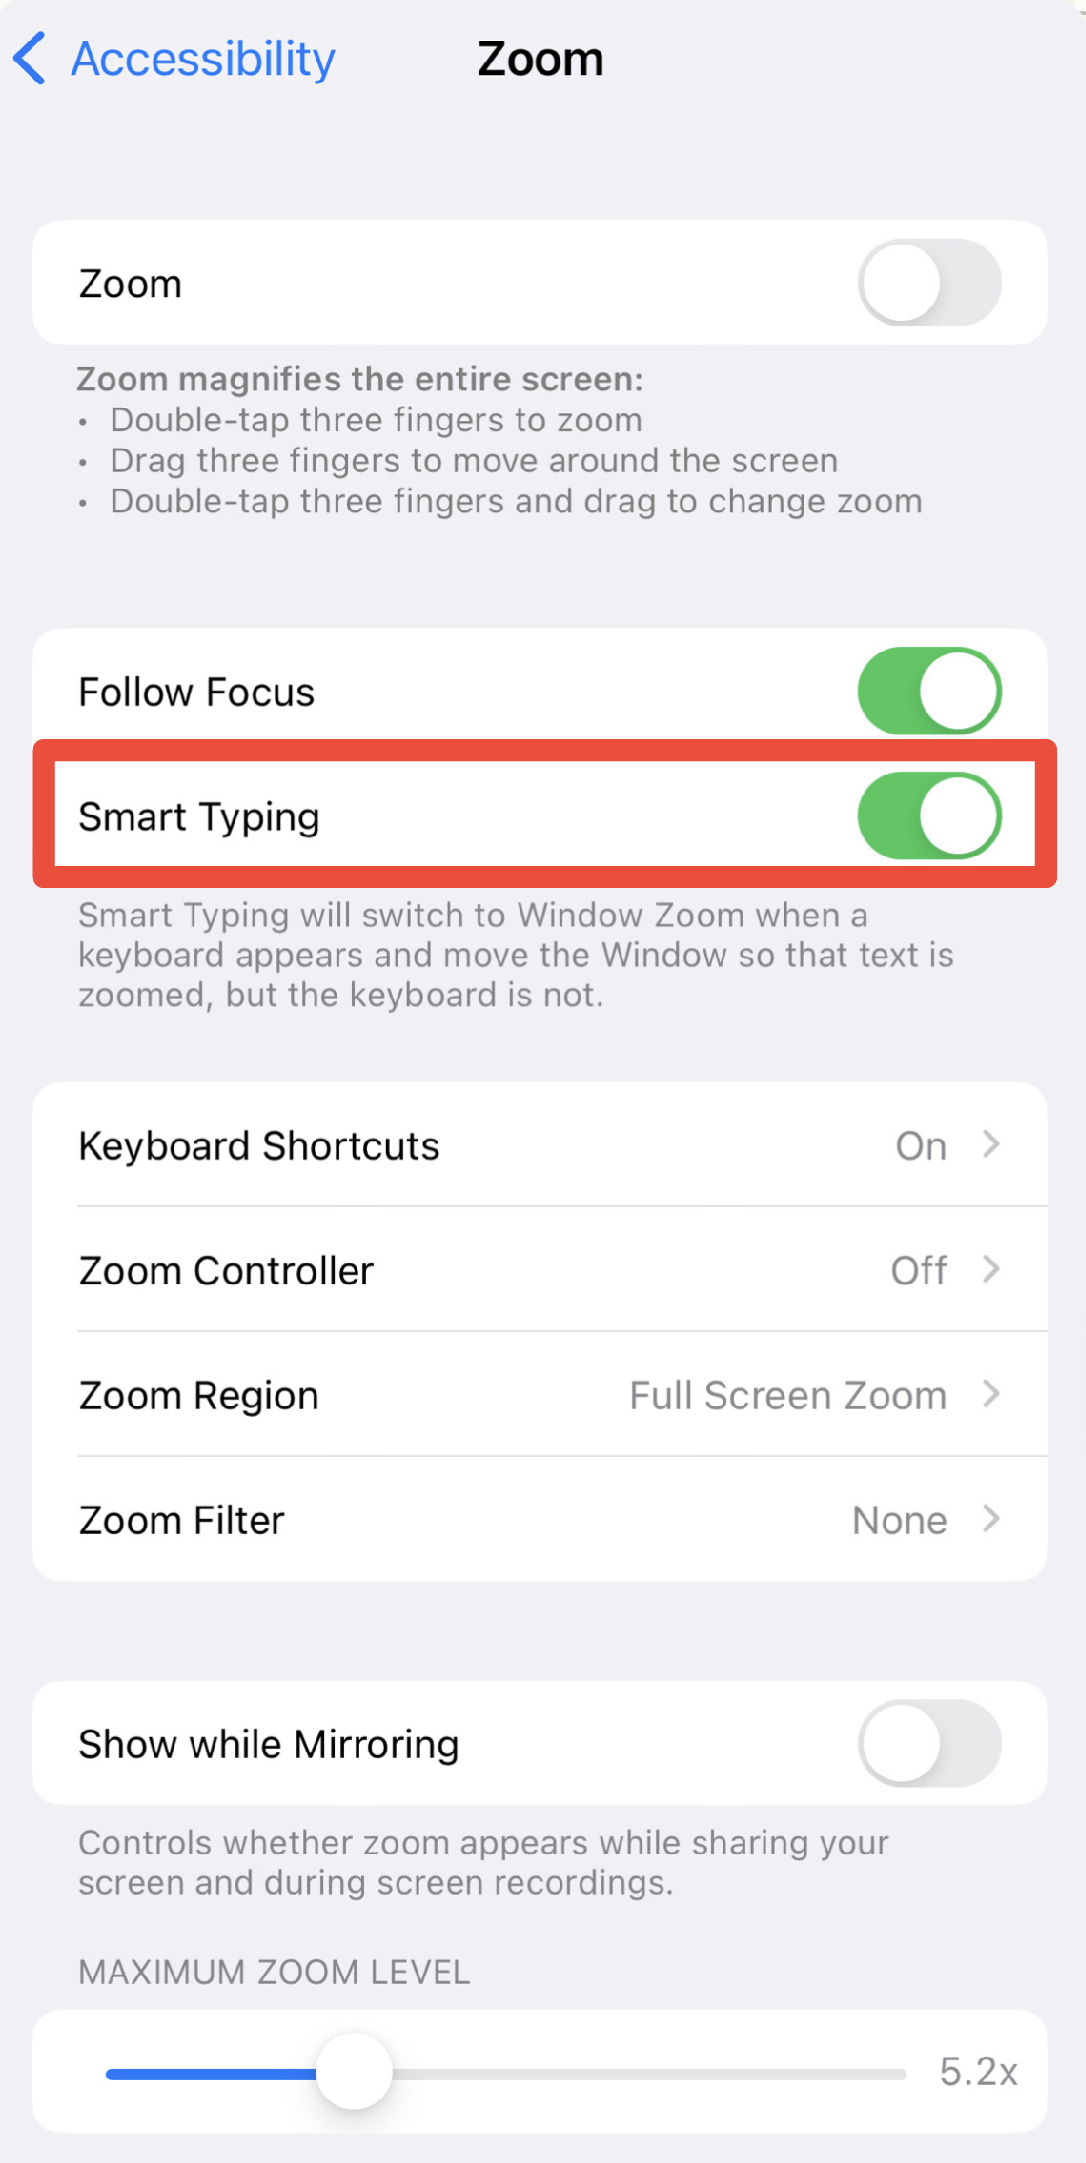 Accessibility
Zoom
Zoom
Zoom magnifies the entire screen:
• Double-tap three fingers to zoom
• Drag three fingers to move around the screen
• Double-tap three fingers and drag to change zoom
Follow Focus
Smart Typing
Smart Typing will switch to Window Zoom when a
keyboard appears and move the Window so that text is
zoomed, but the keyboard is not.
Keyboard Shortcuts On
Zoom Controller Off
Zoom Region Full Screen Zoom
Zoom Filter None
Show while Mirroring
Controls whether zoom appears while sharing your
screen and during screen recordings.
MAXIMUM ZOOM LEVEL
5.2x